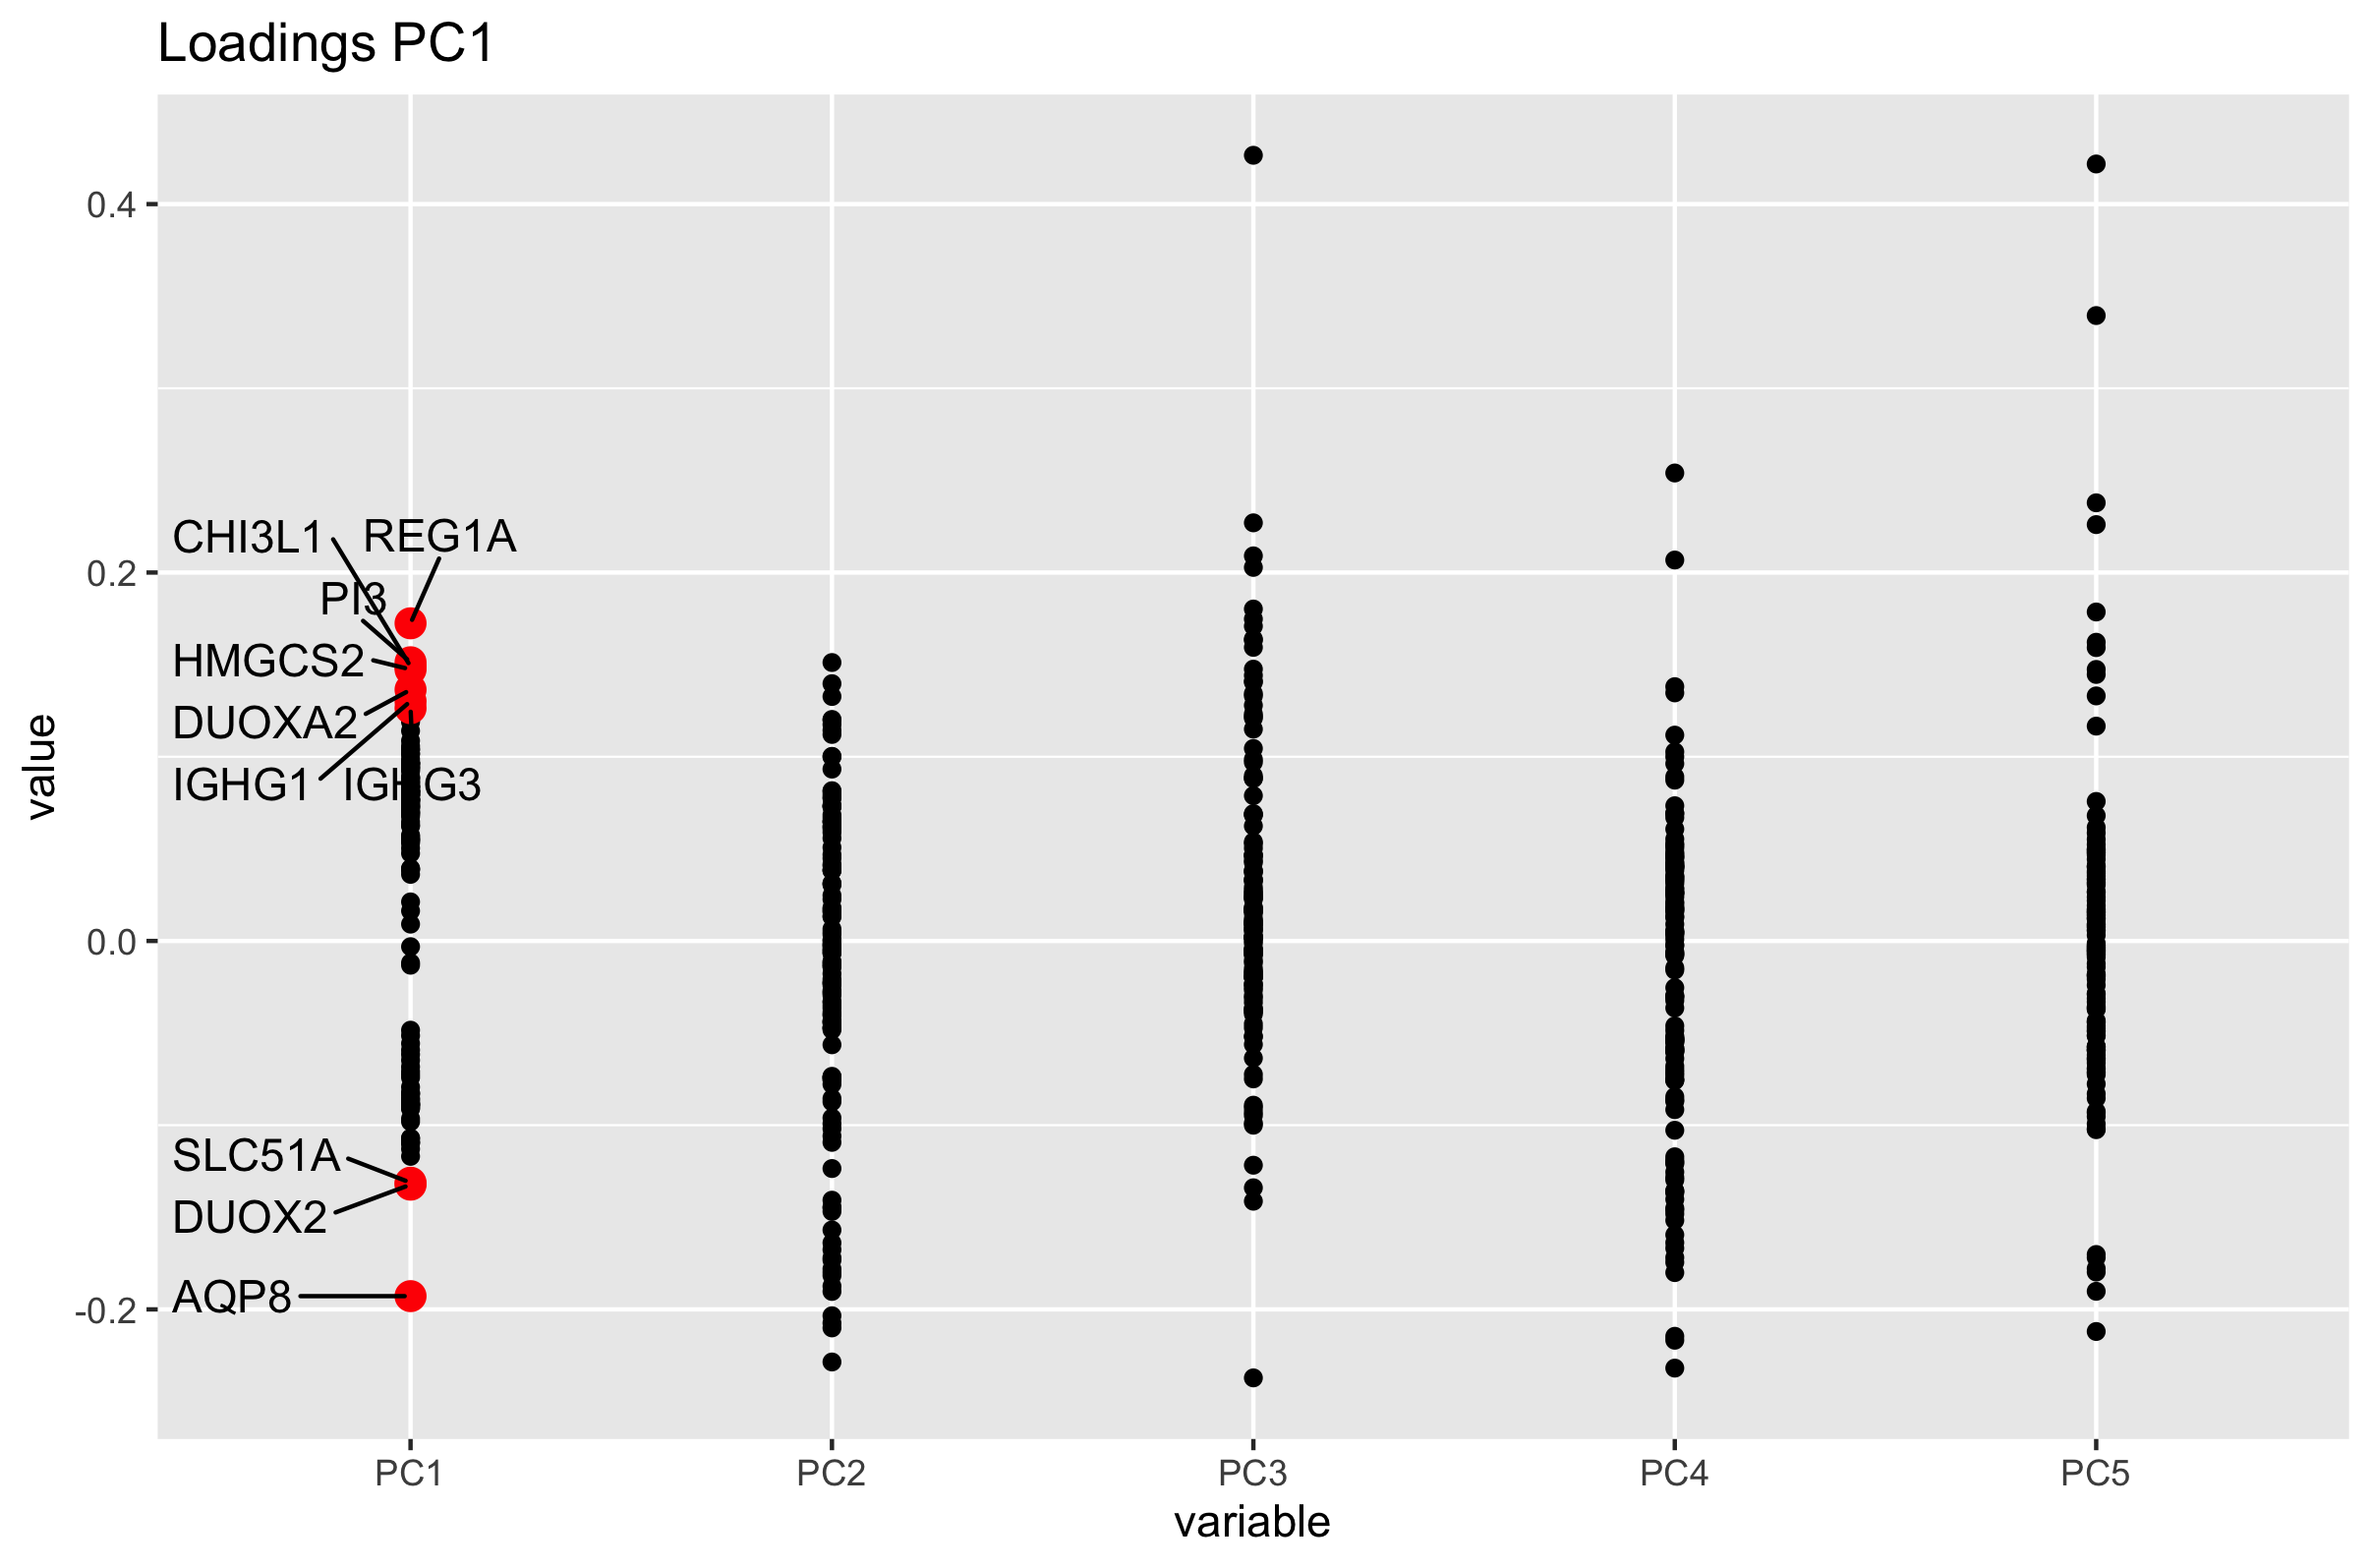 Loadings PC1
value
0.4
0.2
0.0
-0.2
CHI3L1
REG1A
PI3
HMGCS2
DUOXA2
IGHG1
IGHG3
SLC51A
DUOX2
AQP8
PC1
PC2
PC3
PC4
PC5
variable